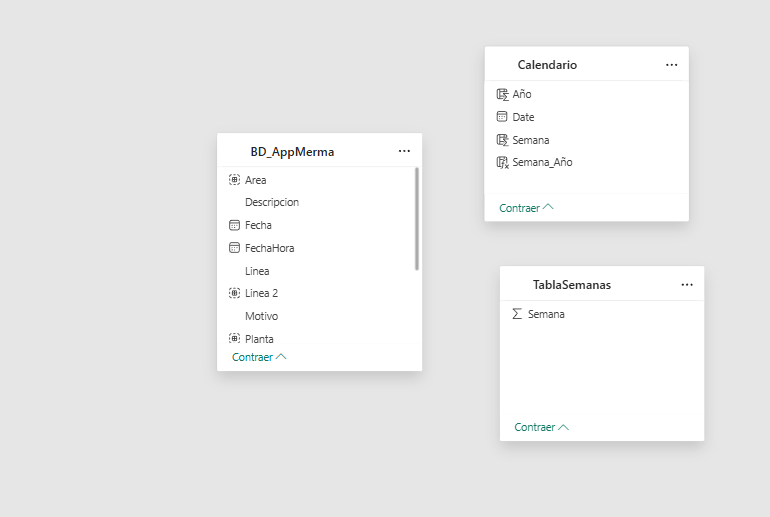 BD_AppMerma
Area
Descripcion
Fecha
FechaHora
Linea
Linea 2
Motivo
Planta
Contraer
Calendario
Año
Date
Semana
Semana_Año
Contraer
TablaSemanas
Semana
Contraer